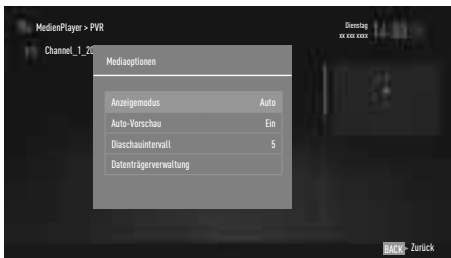 MedienPlayer > PVR
Dienstag
xx xxx xxxx
Channel_1_20
Mediaoptionen
Anzeigemodus Auto
Auto-Vorschau Ein
Diaschauintervall 5
Datenträgerverwaltung
BACK - Zurück